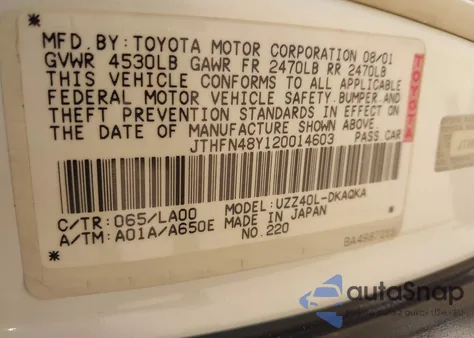 MFD. BY: TOYOTA MOTOR CORPORATION 08/01
GVWR 4530LB GAWR FR 2470LB RR 2470LB
THIS VEHICLE CONFORMS TO ALL APPLICABLE
FEDERAL MOTOR VEHICLE SAFETY, BUMPER AND
THEFT PREVENTION STANDARDS IN EFFECT ON
THE DATE OF MANUFACTURE SHOWN ABOVE.
JTHFN48Y120014603 PASS CAR
TOYOTA
C/TR: 065/LA00 MODEL: UZZ40L-DKAQKA
A/TM: A01A/A650E MADE IN JAPAN
NO. 220
autoSnap